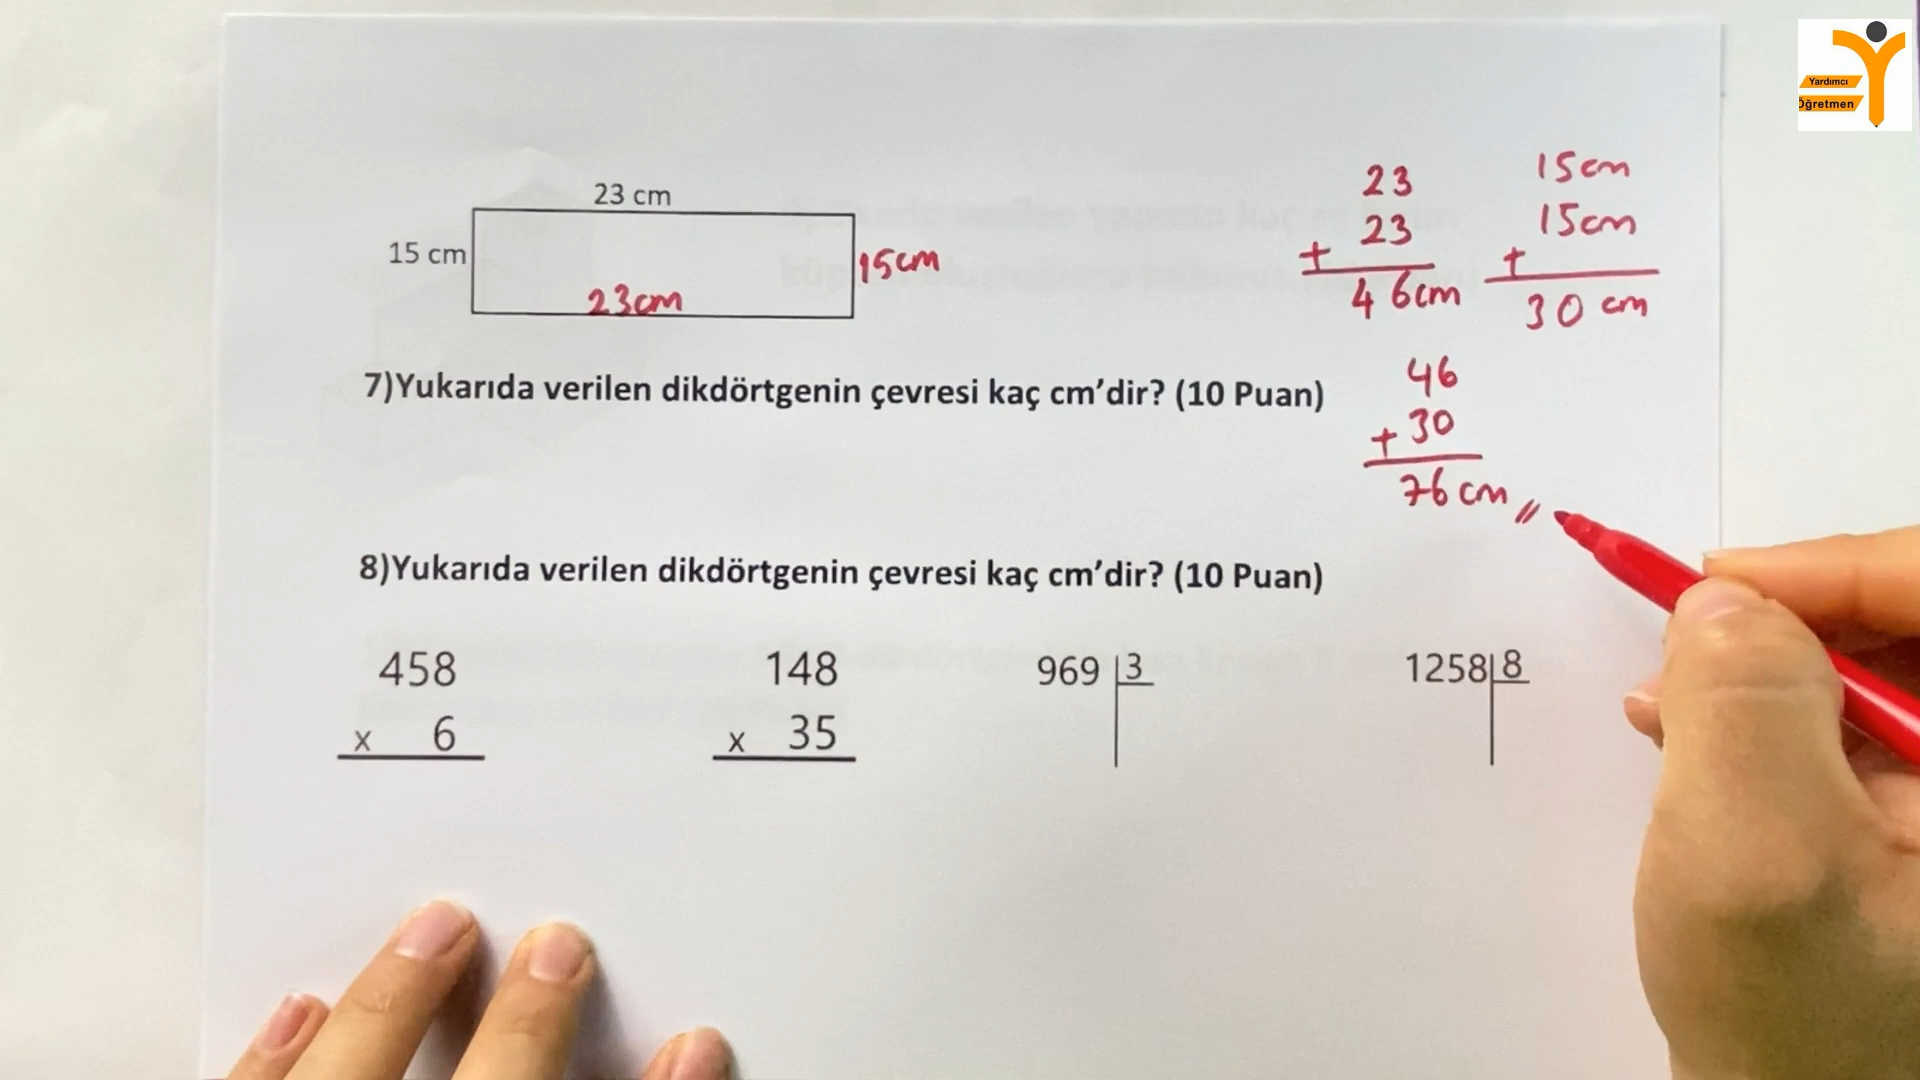 Yardımcı
Öğretmen
23 cm
15 cm
15cm
23cm
23
23
+
46cm
15cm
15cm
+
30 cm
7)Yukarıda verilen dikdörtgenin çevresi kaç cm’dir? (10 Puan)
46
+ 30
76 cm //
8)Yukarıda verilen dikdörtgenin çevresi kaç cm’dir? (10 Puan)
458
x 6
148
x 35
969 3
1258 8